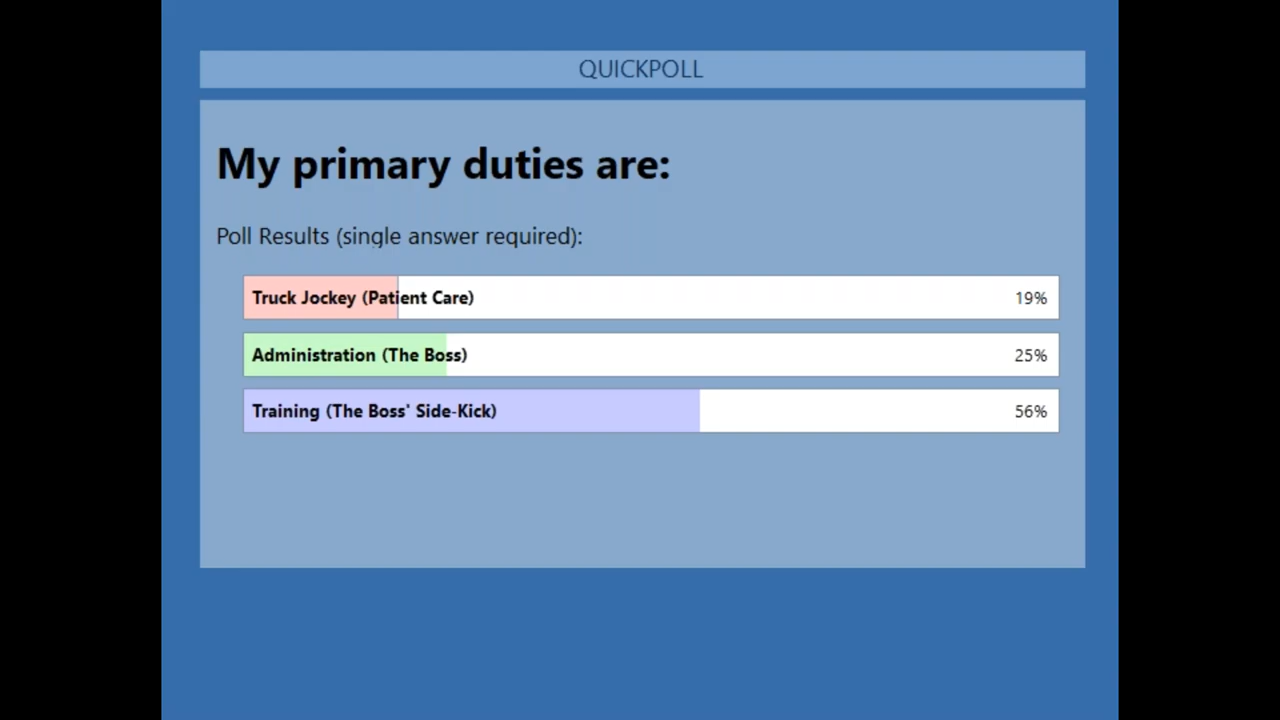 QUICKPOLL
My primary duties are:
Poll Results (single answer required):
Truck Jockey (Patient Care) 19%
Administration (The Boss) 25%
Training (The Boss' Side-Kick) 56%